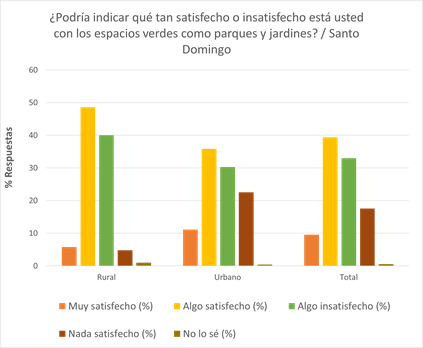 ¿Podría indicar qué tan satisfecho o insatisfecho está usted
con los espacios verdes como parques y jardines? / Santo
Domingo
% Respuestas
60
50
40
30
20
10
0
Rural
Urbano
Total
Muy satisfecho (%)
Algo satisfecho (%)
Algo insatisfecho (%)
Nada satisfecho (%)
No lo sé (%)